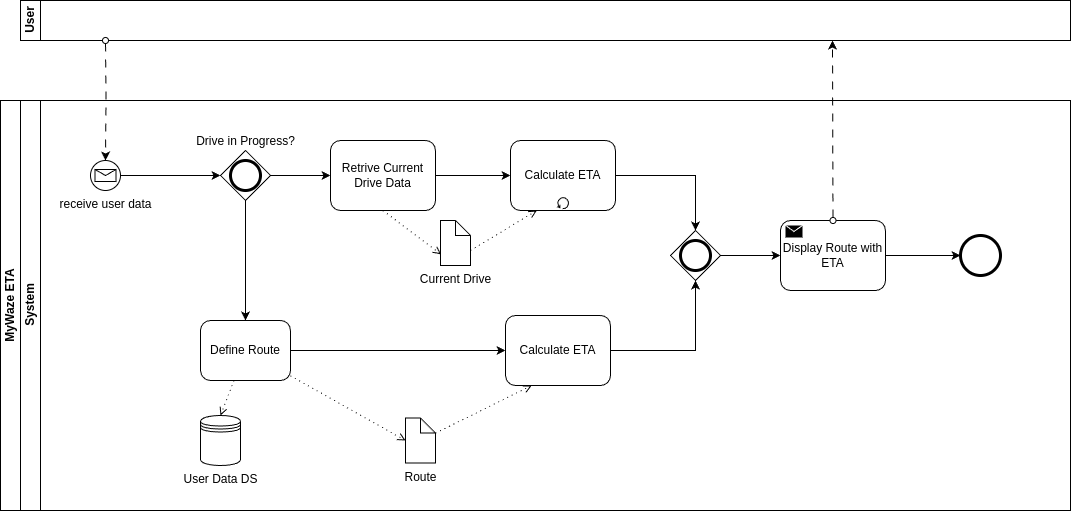 User
MyWaze ETA
System
receive user data
Drive in Progress?
Retrive Current
Drive Data
Calculate ETA
Current Drive
Display Route with
ETA
Define Route
Calculate ETA
User Data DS
Route